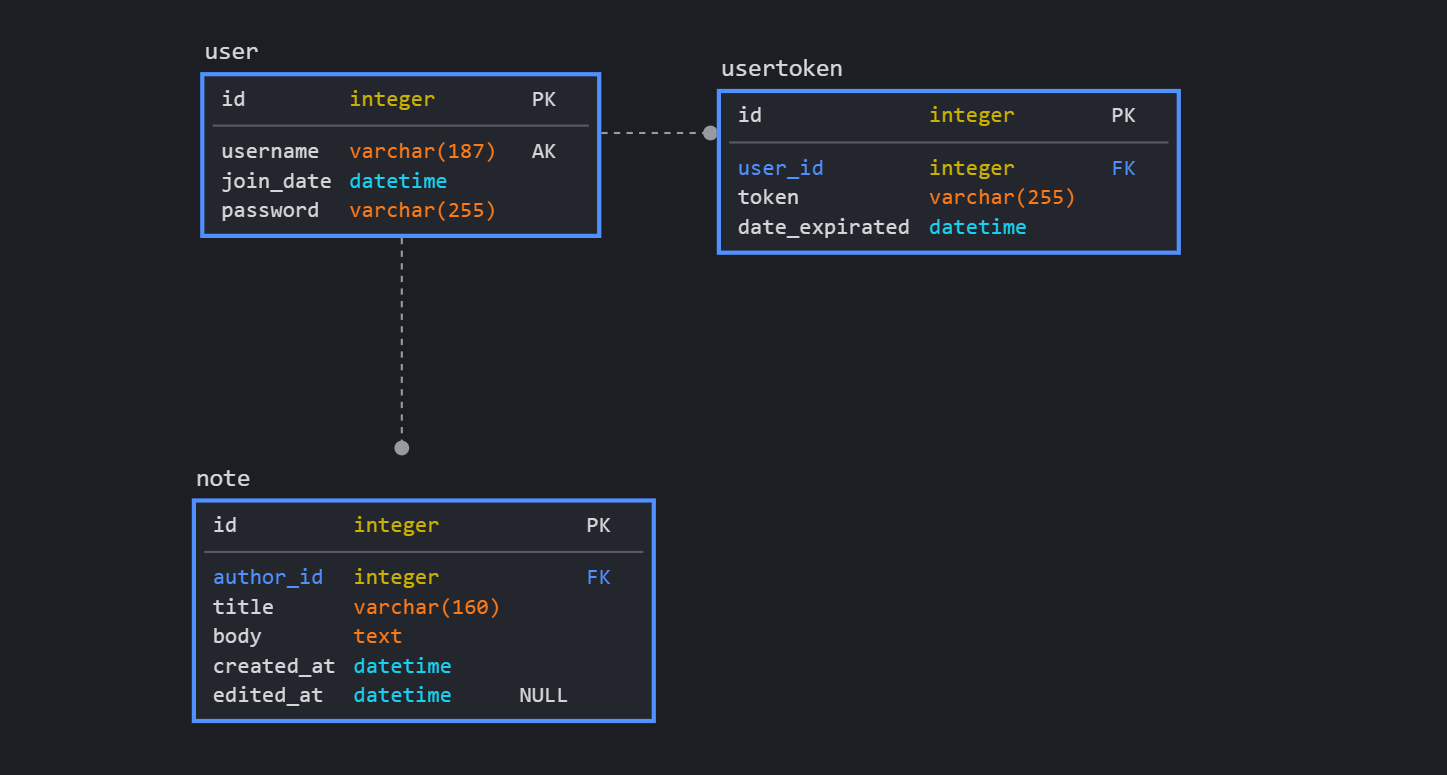 user
id integer PK
username varchar(187) AK
join_date datetime
password varchar(255)
usertoken
id integer PK
user_id integer FK
token varchar(255)
date_expirated datetime
note
id integer PK
author_id integer FK
title varchar(160)
body text
created_at datetime
edited_at datetime NULL